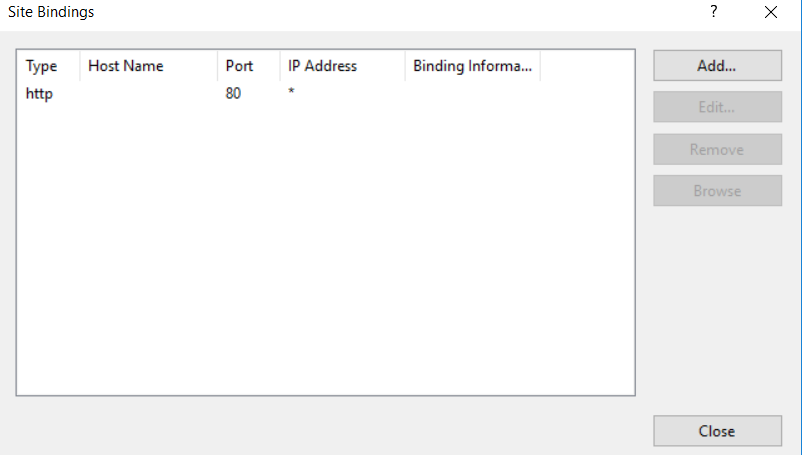 Site Bindings ? ×
Type Host Name Port IP Address Binding Informa...
http 80 *
Add...
Edit...
Remove
Browse
Close